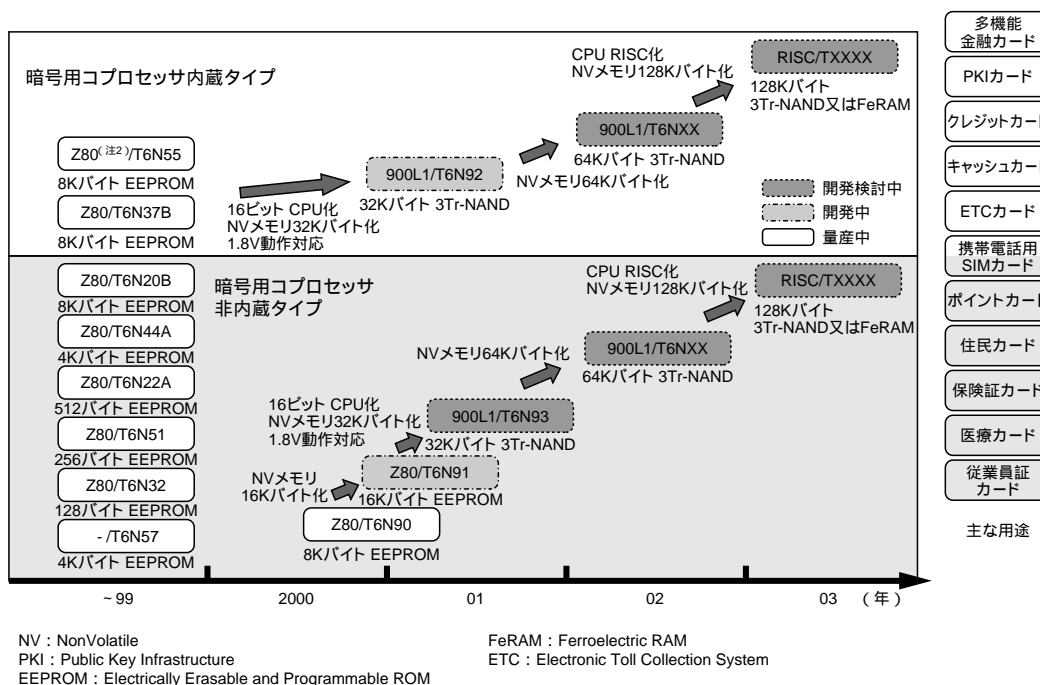 暗号用コプロセッサ内蔵タイプ
Z80(注2)/T6N55
8Kバイト EEPROM
Z80/T6N37B
8Kバイト EEPROM
16ビット CPU化
NVメモリ32Kバイト化
1.8V動作対応
900L1/T6N92
32Kバイト 3Tr-NAND
NVメモリ64Kバイト化
900L1/T6NXX
64Kバイト 3Tr-NAND
CPU RISC化
NVメモリ128Kバイト化
RISC/TXXXX
128Kバイト
3Tr-NAND又はFeRAM
開発検討中
開発中
量産中
暗号用コプロセッサ
非内蔵タイプ
Z80/T6N20B
8Kバイト EEPROM
Z80/T6N44A
4Kバイト EEPROM
Z80/T6N22A
512バイト EEPROM
Z80/T6N51
256バイト EEPROM
Z80/T6N32
128バイト EEPROM
- /T6N57
4Kバイト EEPROM
NVメモリ
16Kバイト化
Z80/T6N90
8Kバイト EEPROM
Z80/T6N91
16Kバイト EEPROM
16ビット CPU化
NVメモリ32Kバイト化
1.8V動作対応
900L1/T6N93
32Kバイト 3Tr-NAND
NVメモリ64Kバイト化
900L1/T6NXX
64Kバイト 3Tr-NAND
CPU RISC化
NVメモリ128Kバイト化
RISC/TXXXX
128Kバイト
3Tr-NAND又はFeRAM
~99 2000 01 02 03 (年)
多機能
金融カード
PKIカード
クレジットカード
キャッシュカード
ETCカード
携帯電話用
SIMカード
ポイントカード
住民カード
保険証カード
医療カード
従業員証
カード
主な用途
NV:NonVolatile
PKI:Public Key Infrastructure
EEPROM:Electrically Erasable and Programmable ROM
FeRAM:Ferroelectric RAM
ETC:Electronic Toll Collection System